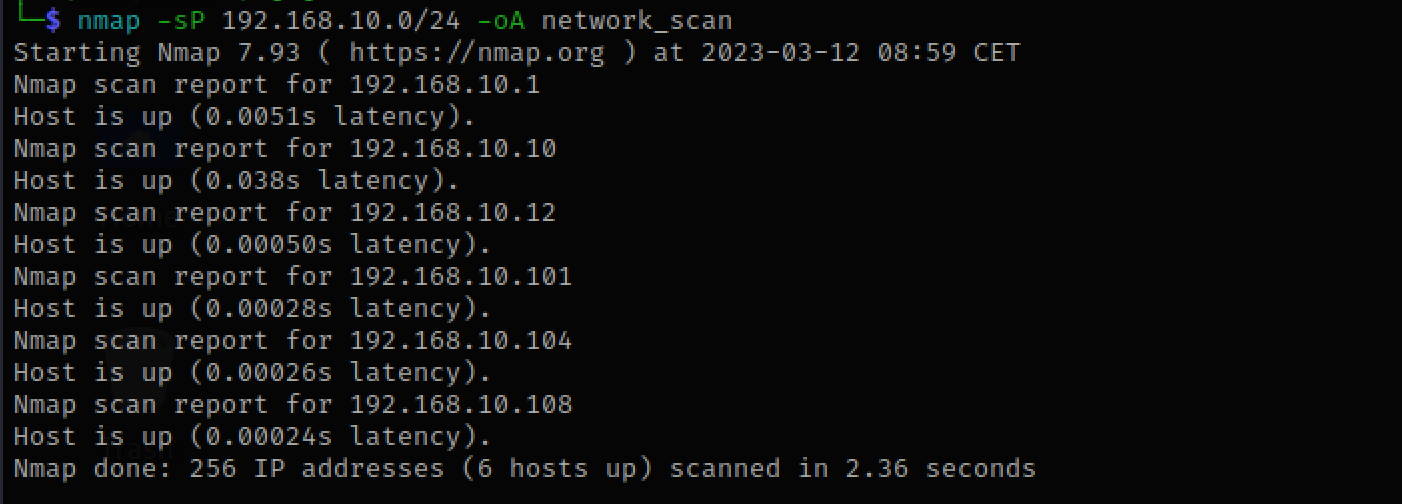 └─$ nmap -sP 192.168.10.0/24 -oA network_scan
Starting Nmap 7.93 ( https://nmap.org ) at 2023-03-12 08:59 CET
Nmap scan report for 192.168.10.1
Host is up (0.0051s latency).
Nmap scan report for 192.168.10.10
Host is up (0.038s latency).
Nmap scan report for 192.168.10.12
Host is up (0.00050s latency).
Nmap scan report for 192.168.10.101
Host is up (0.00028s latency).
Nmap scan report for 192.168.10.104
Host is up (0.00026s latency).
Nmap scan report for 192.168.10.108
Host is up (0.00024s latency).
Nmap done: 256 IP addresses (6 hosts up) scanned in 2.36 seconds